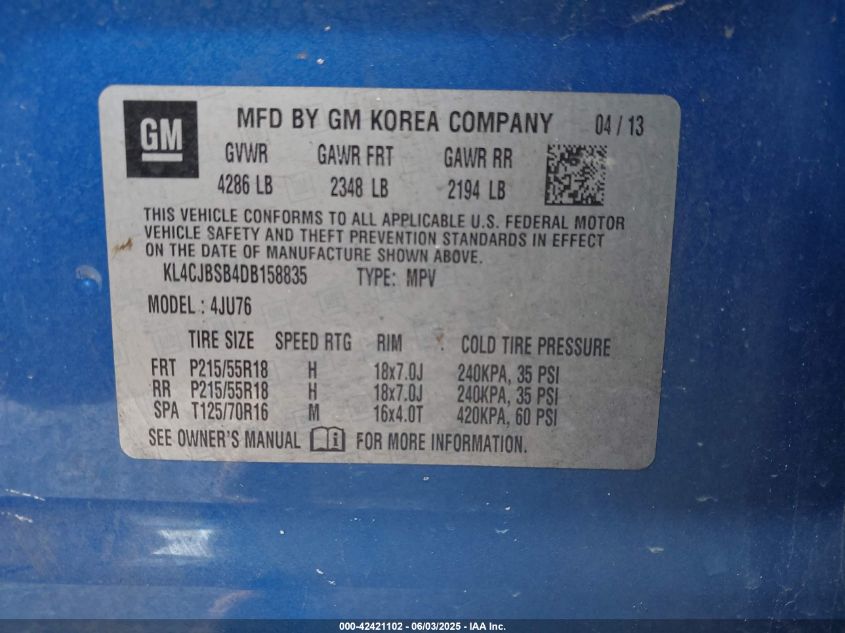 GM
MFD BY GM KOREA COMPANY 04 / 13
GVWR GAWR FRT GAWR RR
4286 LB 2348 LB 2194 LB
THIS VEHICLE CONFORMS TO ALL APPLICABLE U.S. FEDERAL MOTOR
VEHICLE SAFETY AND THEFT PREVENTION STANDARDS IN EFFECT
ON THE DATE OF MANUFACTURE SHOWN ABOVE.
KL4CJBSB4DB158835 TYPE: MPV
MODEL : 4JU76
TIRE SIZE SPEED RTG RIM COLD TIRE PRESSURE
FRT P215/55R18 H 18x7.0J 240KPA, 35 PSI
RR P215/55R18 H 18x7.0J 240KPA, 35 PSI
SPA T125/70R16 M 16x4.0T 420KPA, 60 PSI
SEE OWNER'S MANUAL i FOR MORE INFORMATION.
000-42421102 - 06/03/2025 - IAA Inc.